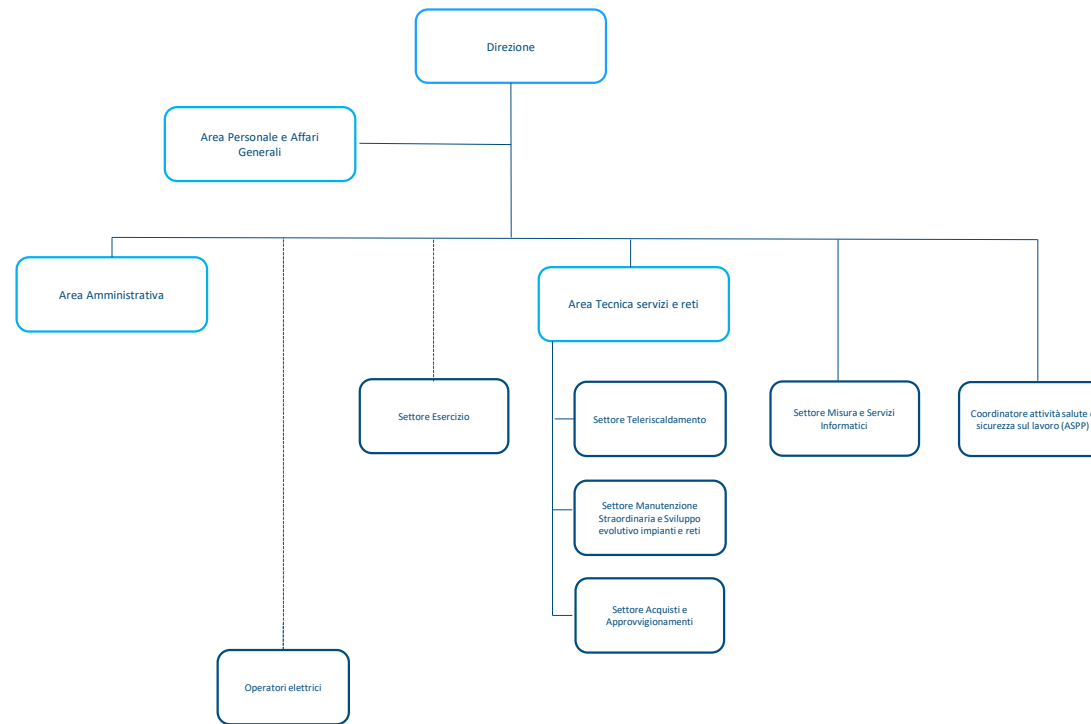 Direzione
Area Personale e Affari
Generali
Area Amministrativa
Area Tecnica servizi e reti
Settore Esercizio
Settore Teleriscaldamento
Settore Misura e Servizi
Informatici
Coordinatore attività salute e
sicurezza sul lavoro (ASPP)
Settore Manutenzione
Straordinaria e Sviluppo
evolutivo impianti e reti
Settore Acquisti e
Approvvigionamenti
Operatori elettrici